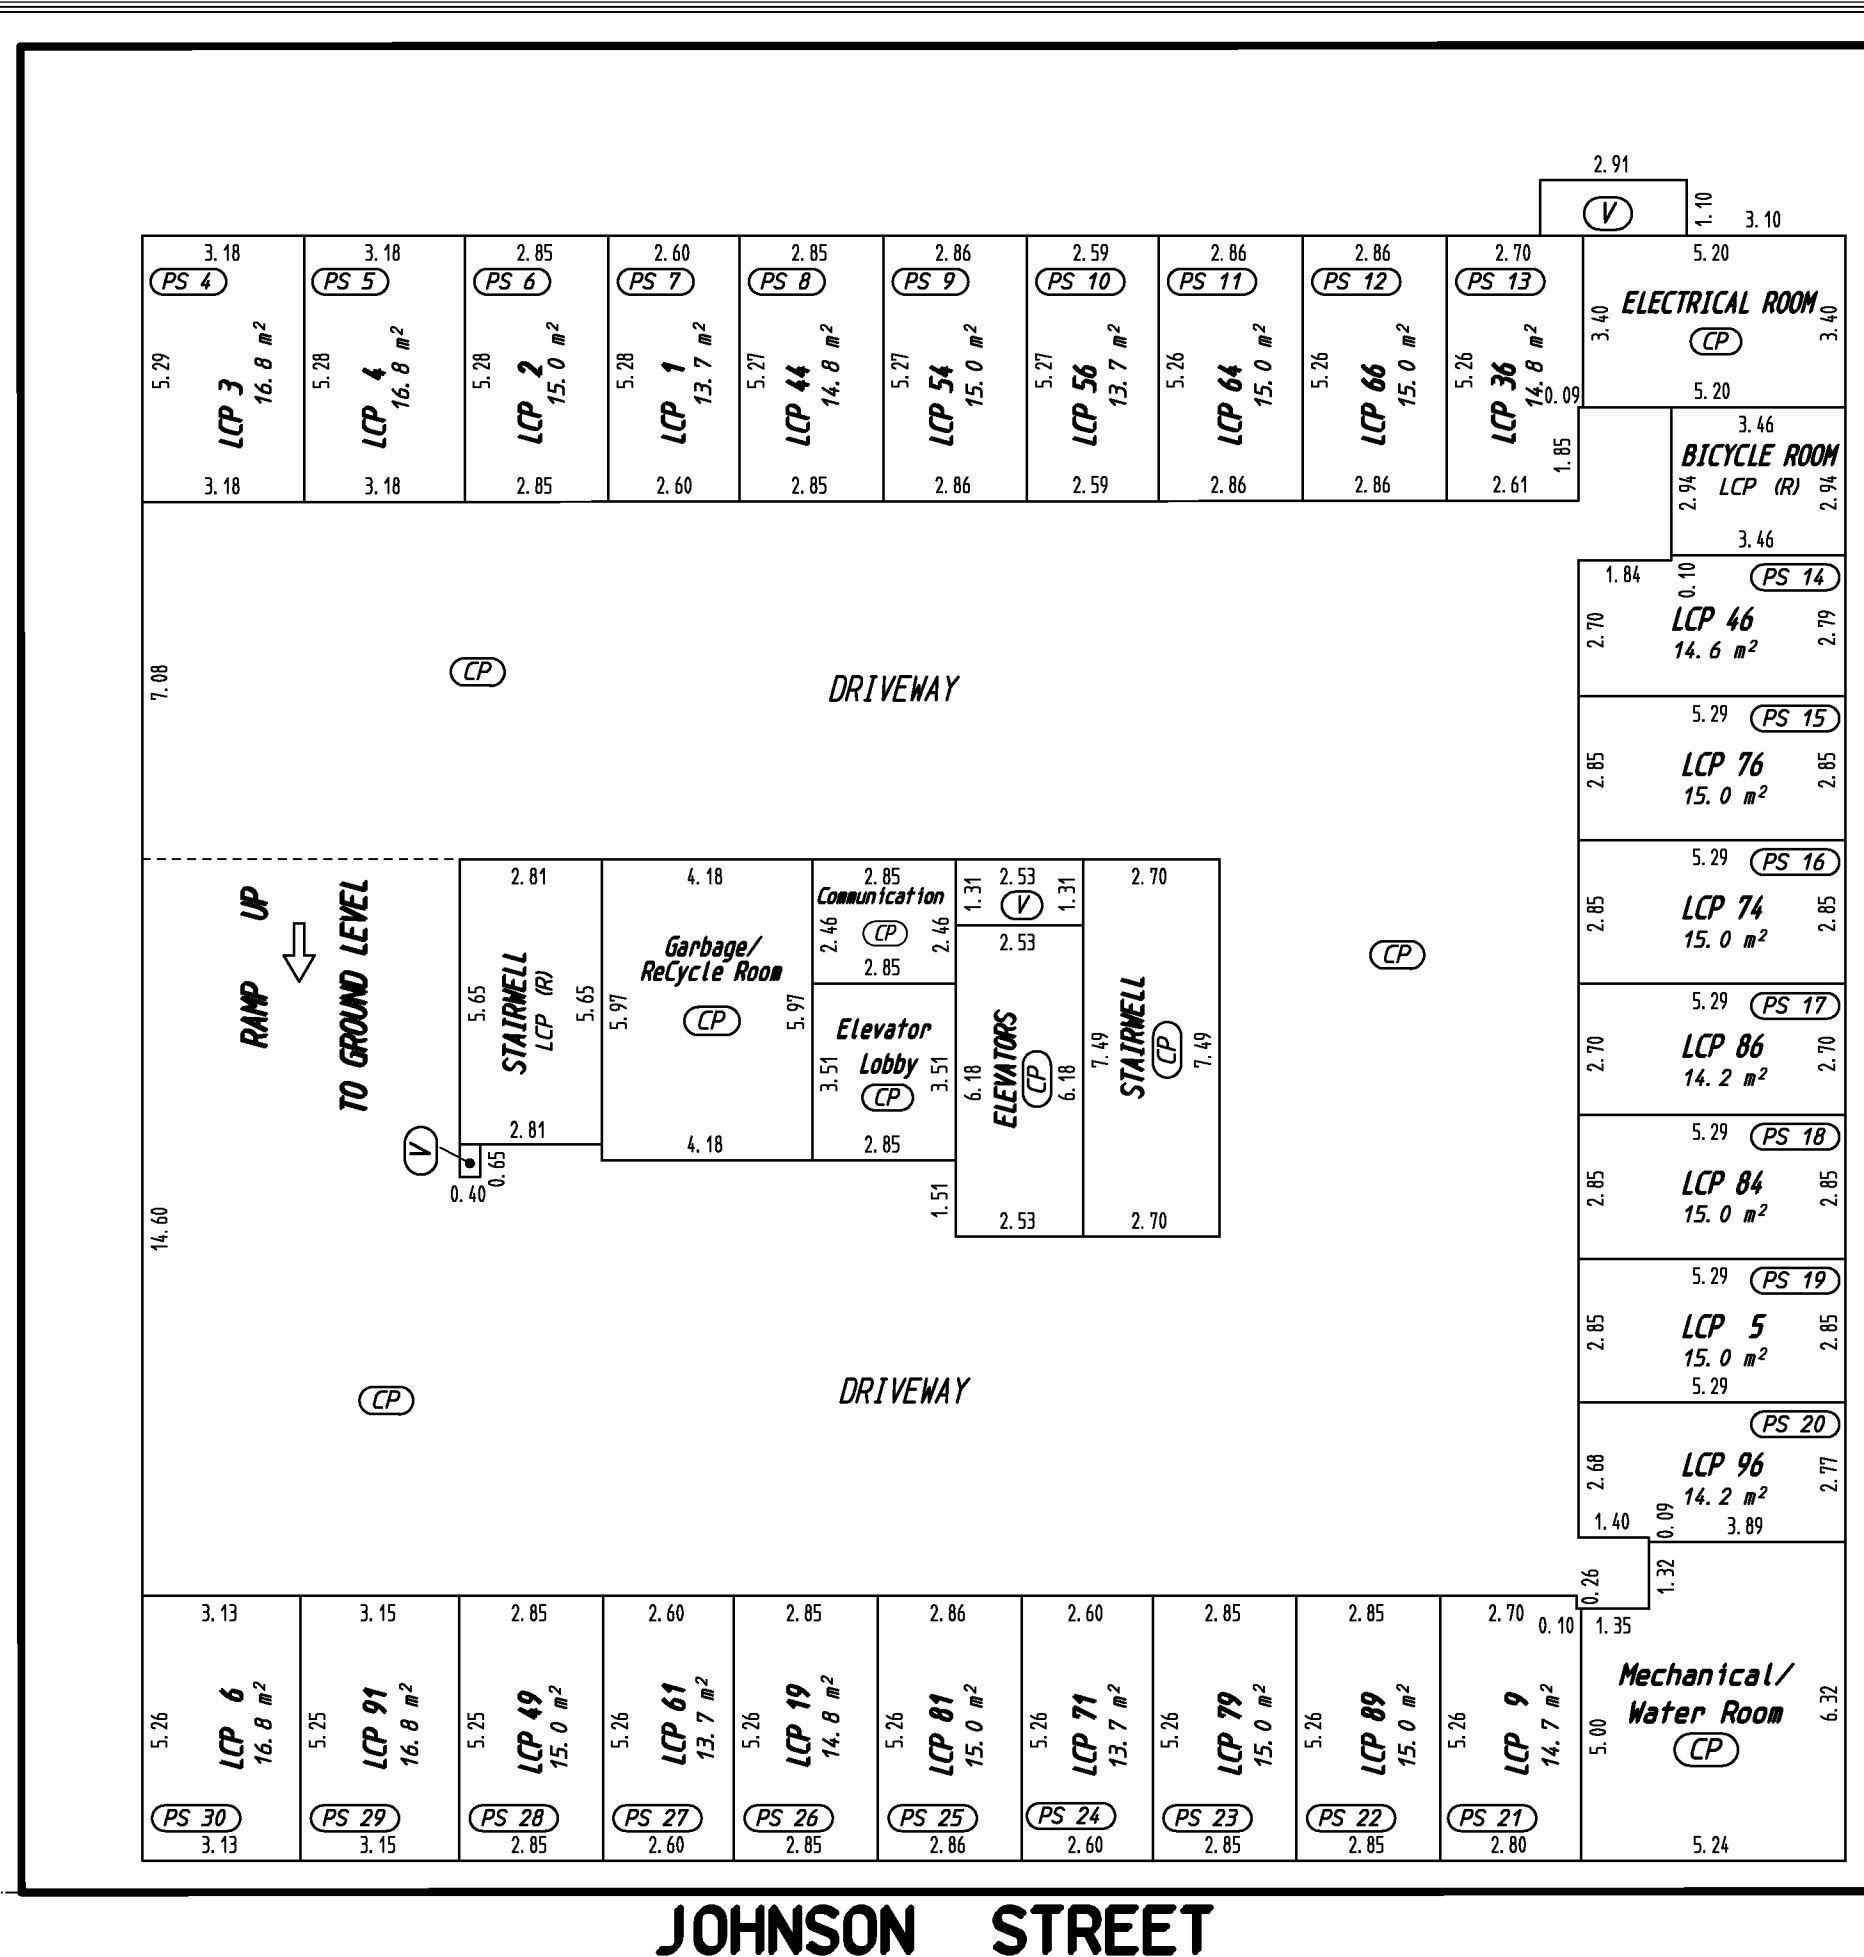 2.91
V
1.10
3.10
3.18 3.18 2.85 2.60 2.85 2.86 2.59 2.86 2.86 2.70 5.20
PS 4 PS 5 PS 6 PS 7 PS 8 PS 9 PS 10 PS 11 PS 12 PS 13
5.29
LCP 3
16.8 m²
5.28
LCP 4
16.8 m²
5.28
LCP 2
15.0 m²
5.28
LCP 1
13.7 m²
5.27
LCP 44
14.8 m²
5.27
LCP 54
15.0 m²
5.27
LCP 56
13.7 m²
5.26
LCP 64
15.0 m²
5.26
LCP 66
15.0 m²
5.26
LCP 36
14.8 m²
0.09
1.85
3.18 3.18 2.85 2.60 2.85 2.86 2.59 2.86 2.86 2.61
3.40
ELECTRICAL ROOM
CP
3.40
5.20
3.46
BICYCLE ROOM
2.94
LCP (R)
2.94
3.46
1.84
0.10
PS 14
2.70
LCP 46
14.6 m²
2.79
5.29
PS 15
2.85
LCP 76
15.0 m²
2.85
5.29
PS 16
2.85
LCP 74
15.0 m²
2.85
5.29
PS 17
2.70
LCP 86
14.2 m²
2.70
5.29
PS 18
2.85
LCP 84
15.0 m²
2.85
5.29
PS 19
2.85
LCP 5
15.0 m²
2.85
5.29
PS 20
2.68
LCP 96
14.2 m²
2.77
1.40
0.09
3.89
7.08
CP
DRIVEWAY
RAMP UP
TO GROUND LEVEL
2.81
5.65
STAIRWELL
LCP (R)
5.65
2.81
V
0.65
0.40
4.18
Garbage/
ReCycle Room
5.97
CP
5.97
4.18
2.85
Communication
2.46
CP
2.46
2.85
Elevator
Lobby
3.51
CP
3.51
2.85
1.51
1.31
2.53
V
1.31
2.53
6.18
ELEVATORS
CP
6.18
2.53
2.70
7.49
STAIRWELL
CP
7.49
2.70
CP
14.60
CP
DRIVEWAY
0.26
1.32
3.13 3.15 2.85 2.60 2.85 2.86 2.60 2.85 2.85 2.70 0.10 1.35
5.26
LCP 6
16.8 m²
5.25
LCP 91
16.8 m²
5.25
LCP 49
15.0 m²
5.26
LCP 61
13.7 m²
5.26
LCP 19
14.8 m²
5.26
LCP 81
15.0 m²
5.26
LCP 71
13.7 m²
5.26
LCP 79
15.0 m²
5.26
LCP 89
15.0 m²
5.26
LCP 9
14.7 m²
5.00
Mechanical/
Water Room
CP
6.32
PS 30 PS 29 PS 28 PS 27 PS 26 PS 25 PS 24 PS 23 PS 22 PS 21
3.13 3.15 2.85 2.60 2.85 2.86 2.60 2.85 2.85 2.80 5.24
JOHNSON STREET